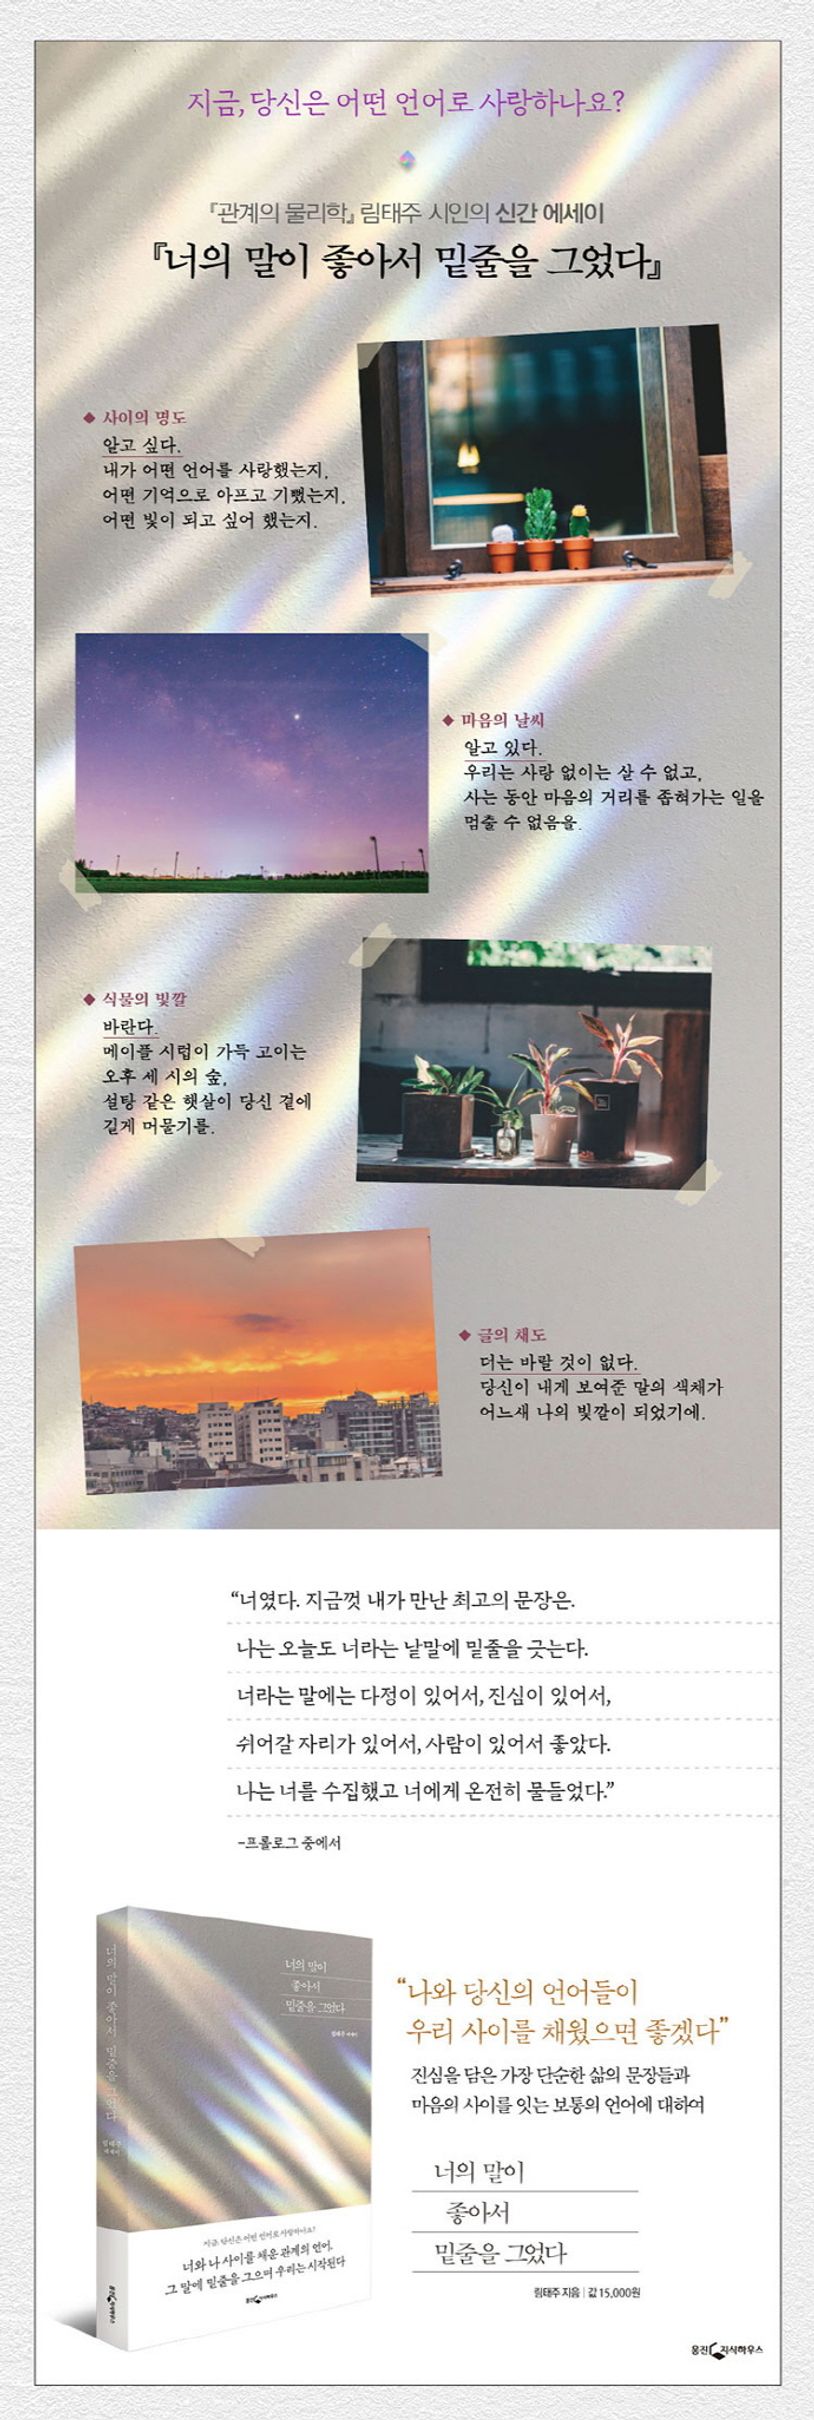 지금, 당신은 어떤 언어로 사랑하나요?
『관계의 물리학』 림태주 시인의 신간 에세이
『너의 말이 좋아서 밑줄을 그었다』
◆ 사이의 명도
알고 싶다.
내가 어떤 언어를 사랑했는지,
어떤 기억으로 아프고 기뻤는지,
어떤 빛이 되고 싶어 했는지.
◆ 마음의 날씨
알고 있다.
우리는 사랑 없이는 살 수 없고,
사는 동안 마음의 거리를 좁혀가는 일을
멈출 수 없음을.
◆ 식물의 빛깔
바란다.
메이플 시럽이 가득 고이는
오후 세 시의 숲,
설탕 같은 햇살이 당신 곁에
길게 머물기를.
◆ 글의 채도
더는 바랄 것이 없다.
당신이 내게 보여준 말의 색채가
어느새 나의 빛깔이 되었기에.
“너였다. 지금껏 내가 만난 최고의 문장은.
나는 오늘도 너라는 낱말에 밑줄을 긋는다.
너라는 말에는 다정이 있어서, 진심이 있어서,
쉬어갈 자리가 있어서, 사람이 있어서 좋았다.
나는 너를 수집했고 너에게 온전히 물들었다.”
-프롤로그 중에서
너의 말이 좋아서 밑줄을 그었다
림태주
에세이
웅진지식하우스
너의 말이
좋아서
밑줄을 그었다
림태주 에세이
지금, 당신은 어떤 언어로 사랑하나요?
너와 나 사이를 채운 관계의 언어,
그 말에 밑줄을 그으며 우리는 시작된다
웅진지식하우스
“나와 당신의 언어들이
우리 사이를 채웠으면 좋겠다”
진심을 담은 가장 단순한 삶의 문장들과
마음의 사이를 잇는 보통의 언어에 대하여
너의 말이
좋아서
밑줄을 그었다
림태주 지음 | 값 15,000원
웅진지식하우스